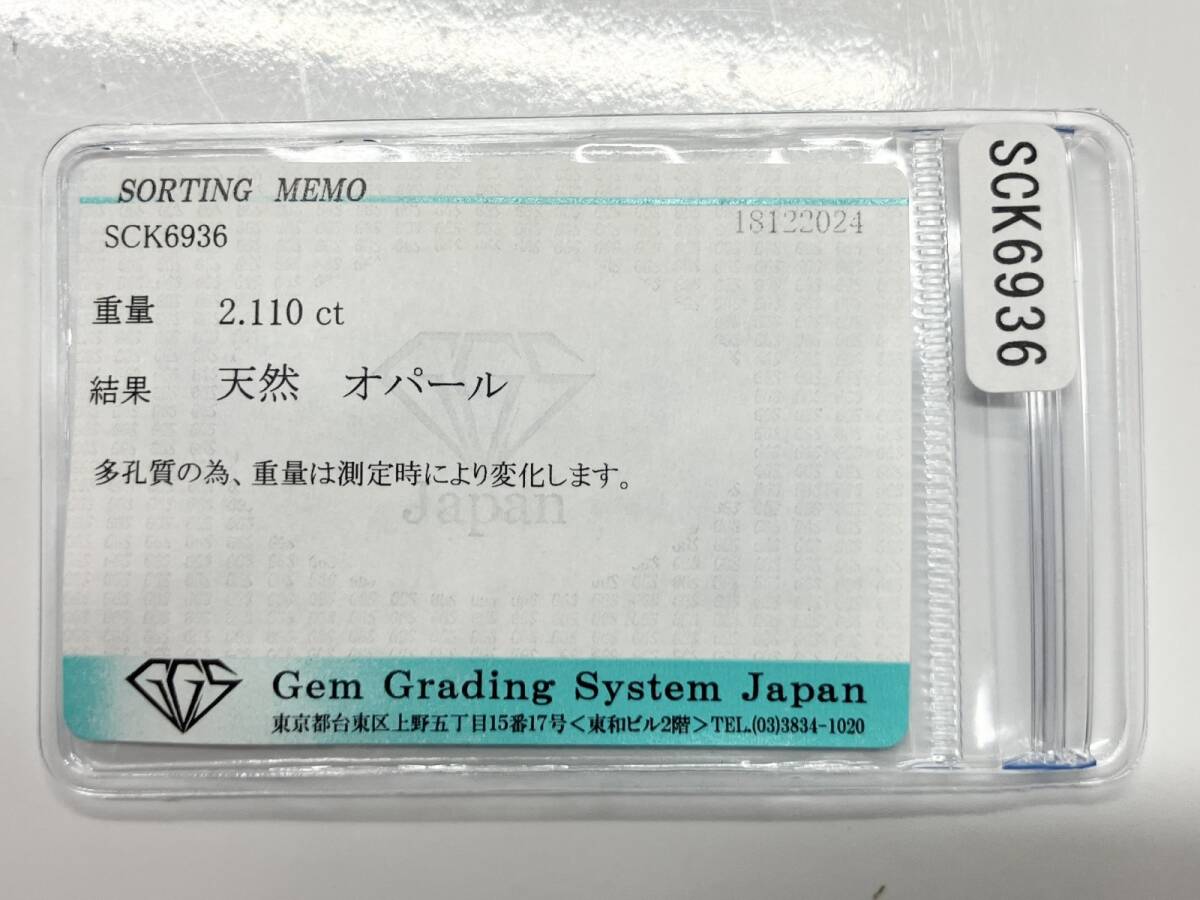 SORTING MEMO
SCK6936 18122024
重量 2.110 ct
結果 天然 オパール
多孔質の為、重量は測定時により変化します。
Japan
GGS Gem Grading System Japan
東京都台東区上野五丁目15番17号＜東和ビル2階＞TEL.(03)3834-1020
SCK6936